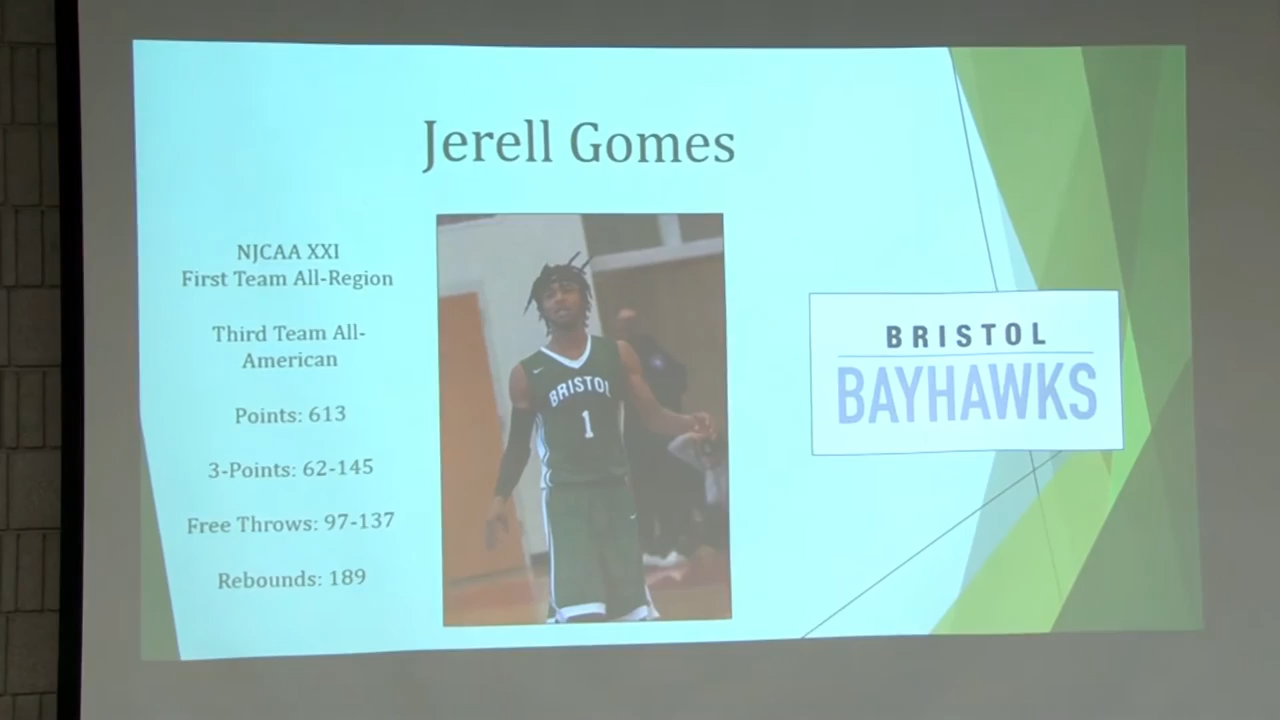 Jerell Gomes
NJCAA XXI
First Team All-Region
Third Team All-
American
Points: 613
3-Points: 62-145
Free Throws: 97-137
Rebounds: 189
BRISTOL
1
BRISTOL
BAYHAWKS